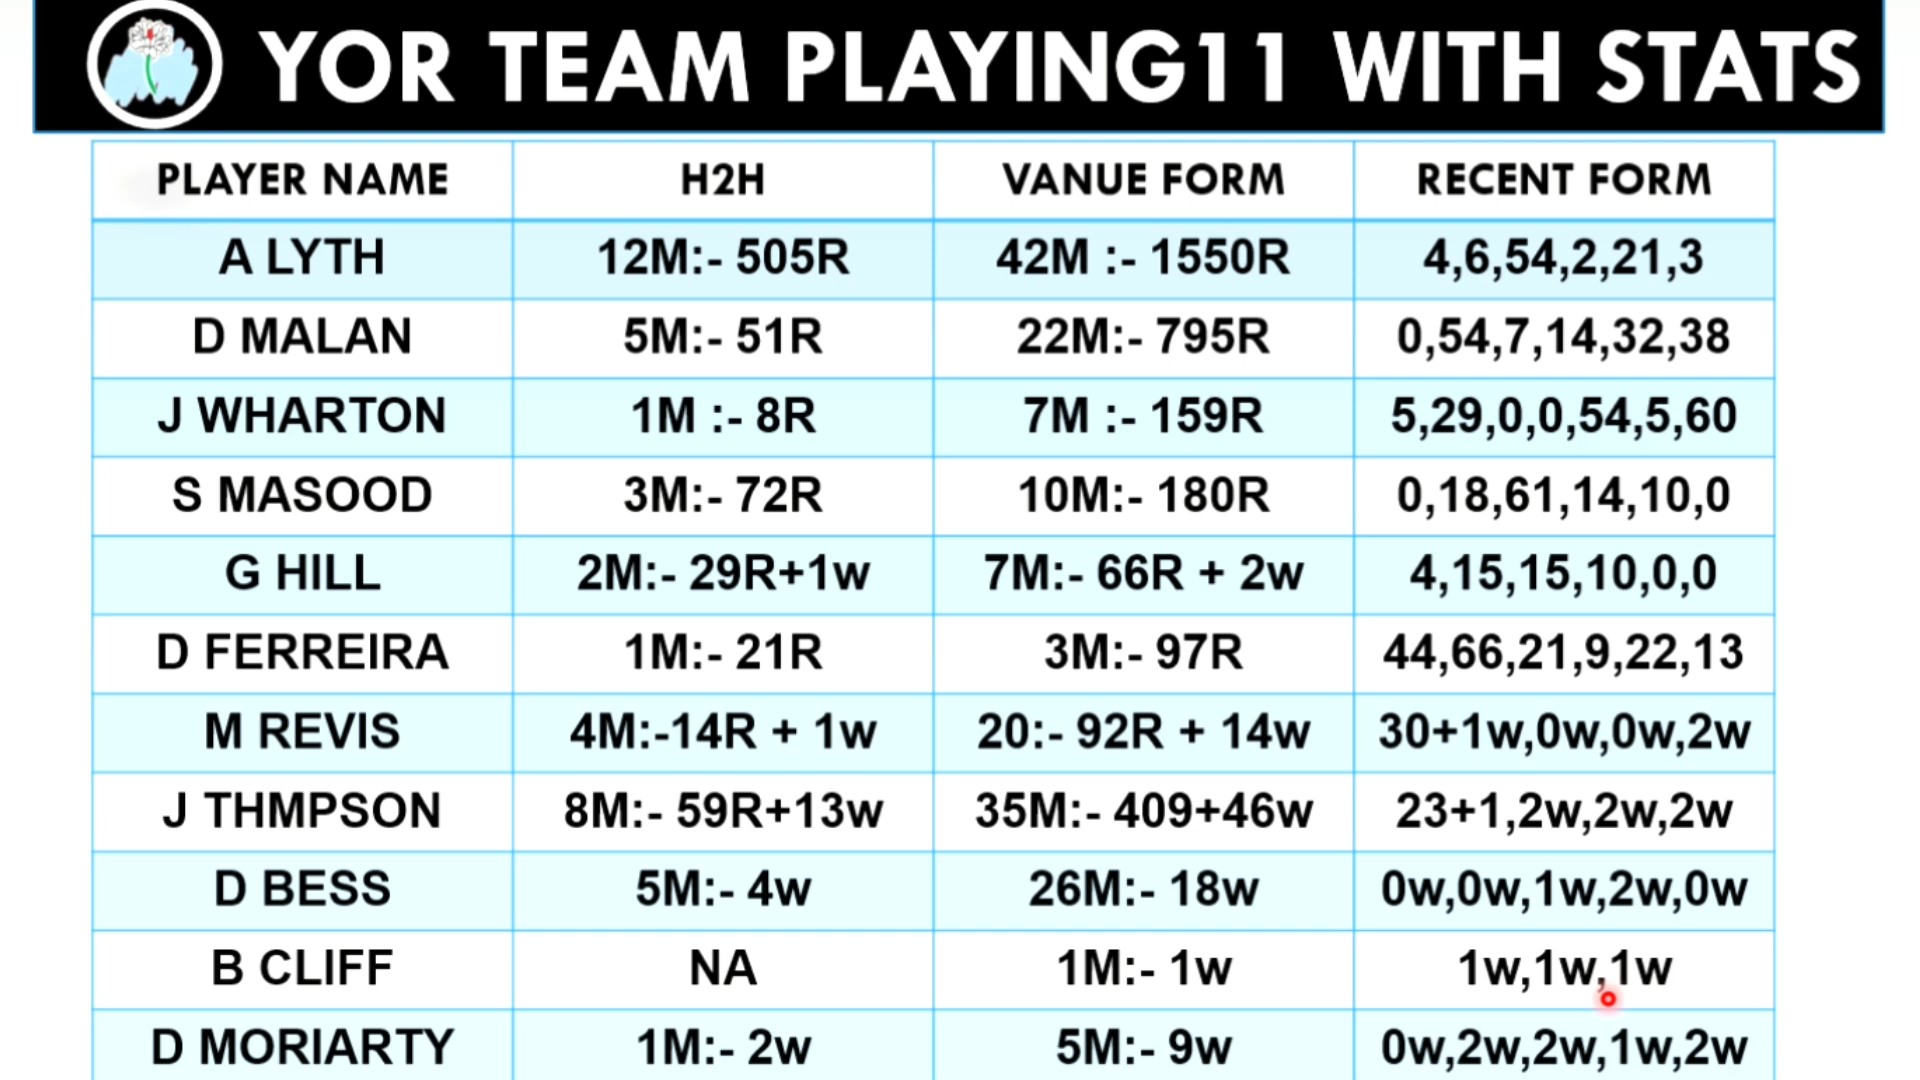 YOR TEAM PLAYING11 WITH STATS
PLAYER NAME H2H VANUE FORM RECENT FORM
A LYTH 12M:- 505R 42M :- 1550R 4,6,54,2,21,3
D MALAN 5M:- 51R 22M:- 795R 0,54,7,14,32,38
J WHARTON 1M :- 8R 7M :- 159R 5,29,0,0,54,5,60
S MASOOD 3M:- 72R 10M:- 180R 0,18,61,14,10,0
G HILL 2M:- 29R+1w 7M:- 66R + 2w 4,15,15,10,0,0
D FERREIRA 1M:- 21R 3M:- 97R 44,66,21,9,22,13
M REVIS 4M:-14R + 1w 20:- 92R + 14w 30+1w,0w,0w,2w
J THMPSON 8M:- 59R+13w 35M:- 409+46w 23+1,2w,2w,2w
D BESS 5M:- 4w 26M:- 18w 0w,0w,1w,2w,0w
B CLIFF NA 1M:- 1w 1w,1w,1w
D MORIARTY 1M:- 2w 5M:- 9w 0w,2w,2w,1w,2w